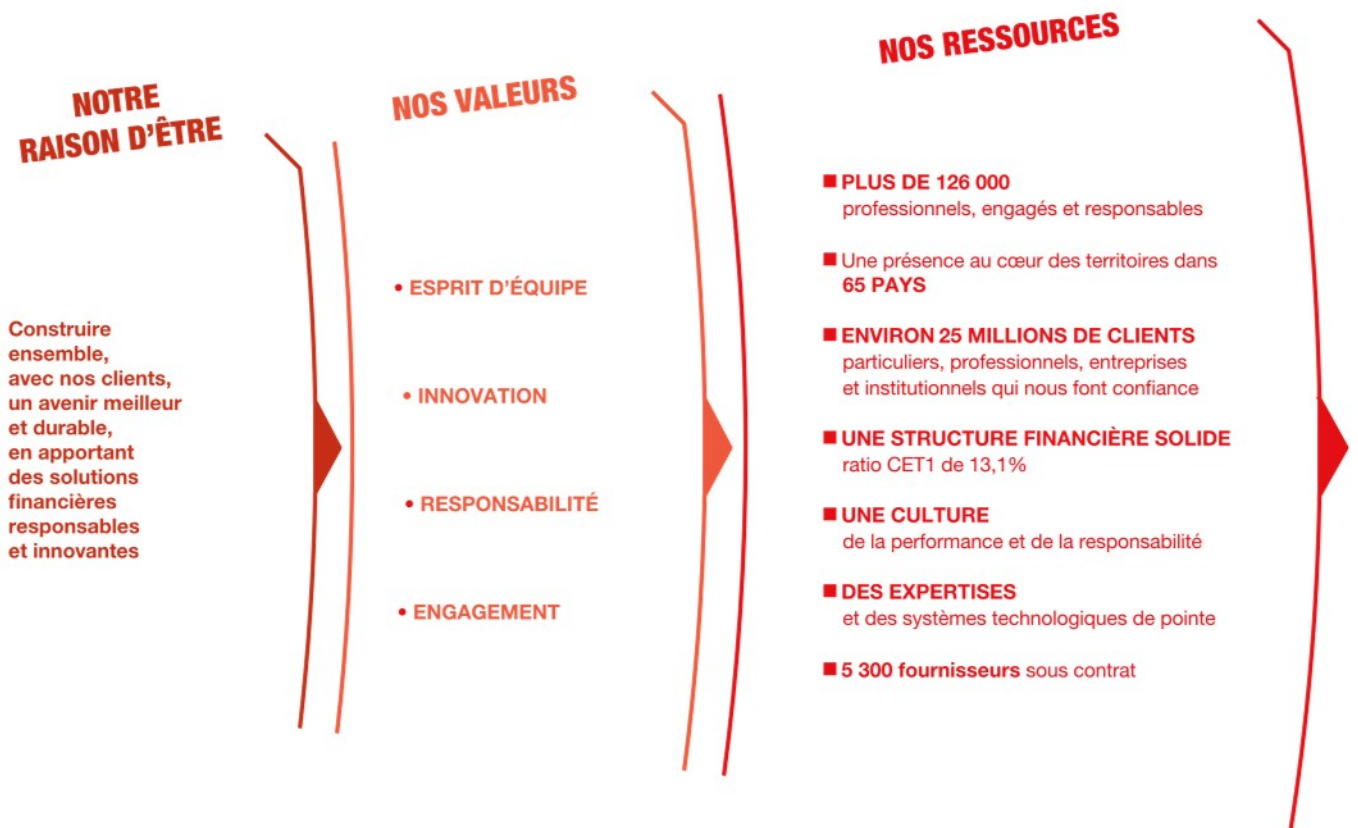 NOTRE
RAISON D'ÊTRE
Construire
ensemble,
avec nos clients,
un avenir meilleur
et durable,
en apportant
des solutions
financières
responsables
et innovantes
NOS VALEURS
• ESPRIT D'ÉQUIPE
• INNOVATION
• RESPONSABILITÉ
• ENGAGEMENT
NOS RESSOURCES
■ PLUS DE 126 000
professionnels, engagés et responsables
■ Une présence au cœur des territoires dans
65 PAYS
■ ENVIRON 25 MILLIONS DE CLIENTS
particuliers, professionnels, entreprises
et institutionnels qui nous font confiance
■ UNE STRUCTURE FINANCIÈRE SOLIDE
ratio CET1 de 13,1%
■ UNE CULTURE
de la performance et de la responsabilité
■ DES EXPERTISES
et des systèmes technologiques de pointe
■ 5 300 fournisseurs sous contrat